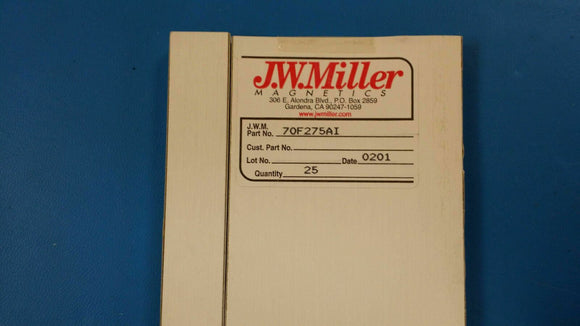 J.W.Miller
MAGNETICS
306 E. Alondra Blvd., P.O. Box 2859
Gardena, CA 90247-1059
www.jwmiller.com
J.W.M.
Part No. 70F275AI
Cust. Part No.
Lot No. Date 0201
Quantity 25